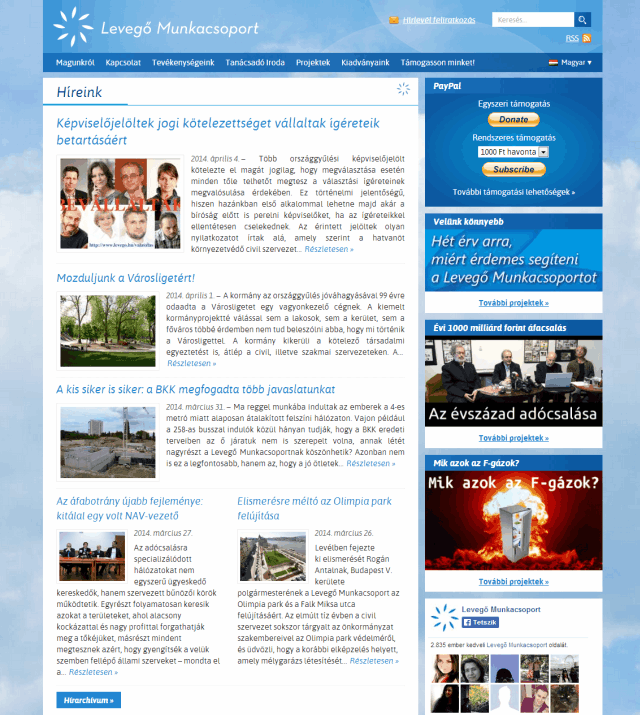 Levegő Munkacsoport
Hírlevél feliratkozás
Keresés...
RSS
Magunkról Kapcsolat Tevékenységeink Tanácsadó Iroda Projektek Kiadványaink Támogasson minket!
Magyar
Híreink
Képviselőjelöltek jogi kötelezettséget vállaltak ígéreteik
betartásáért
BEVÁLLALTÁK
2014. április 4. – Több országgyűlési képviselőjelölt
kötelezte el magát jogilag, hogy megválasztása esetén
minden tőle telhetőt megtesz a választási ígéreteinek
megvalósulása érdekében. Ez történelmi jelentőségű,
hiszen hazánkban első alkalommal lehetne majd akár a
bíróság előtt is perelni képviselőket, ha az ígéreteikkel
ellentétesen cselekednek. Az érintett jelöltek olyan
nyilatkozatot írtak alá, amely szerint a hatvanöt
környezetvédő civil szervezet... Részletesen »
Mozduljunk a Városligetért!
2014. április 1. – A kormány az országgyűlés jóváhagyásával 99 évre
odaadta a Városligetet egy vagyonkezelő cégnek. A kiemelt
kormányprojektté válással sem a lakosok, sem a kerület, sem a
főváros többé érdemben nem tud beleszólni abba, hogy mi történik
a Városligettel. A kormány kikerüli a kötelező társadalmi
egyeztetést is, átlép a civil, illetve szakmai szervezeteken. A...
Részletesen »
A kis siker is siker: a BKK megfogadta több javaslatunkat
2014. március 31. – Ma reggel munkába indultak az emberek a 4-es
metró miatt alaposan átalakított felszíni hálózaton. Vajon például
a 258-as busszal indulók közül hányan tudják, hogy a BKK eredeti
terveiben az ő járatuk nem is szerepelt volna, annak létét
nagyrészt a Levegő Munkacsoportnak köszönhetik? Azonban nem
is ez a legfontosabb, hanem az, hogy a jó ötletek... Részletesen »
Az áfabotrány újabb fejleménye:
kitálal egy volt NAV-vezető
2014. március 27.
Az adócsalásra
specializálódott
hálózatokat nem
egyszerű ügyeskedő
kereskedők, hanem szervezett bűnözői körök
működtetik. Egyrészt folyamatosan keresik
azokat a területeket, ahol alacsony
kockázattal és nagy profittal forgathatják
meg a tőkéjüket, másrészt mindent
megtesznek azért, hogy gyengítsék a velük
szemben fellépő állami szerveket – mondta el
a... Részletesen »
Elismerésre méltó az Olimpia park
felújítása
2014. március 26.
Levélben fejezte
ki elismerését Rogán
Antalnak, Budapest V.
kerülete
polgármesterének a Levegő Munkacsoport az
Olimpia park és a Falk Miksa utca
felújításáért. Az elmúlt tíz évben a civil
szervezet sokszor tárgyalt az önkormányzat
szakembereivel az Olimpia park védelméről,
és üdvözli, hogy a korábbi elképzelés helyett,
amely mélygarázs létesítését... Részletesen »
Hírarchívum »
PayPal
Egyszeri támogatás
Donate
Rendszeres támogatás
1000 Ft havonta
Subscribe
További támogatási lehetőségek »
Velünk könnyebb
Hét érv arra,
miért érdemes segíteni
a Levegő Munkacsoportot
További projektek »
Évi 1000 milliárd forint áfacsalás
Az évszázad adócsalása
További projektek »
Mik azok az F-gázok?
Mik azok az F-gázok?
További projektek »
Levegő Munkacsoport
Tetszik
2.835 ember kedveli Levegő Munkacsoport oldalát.